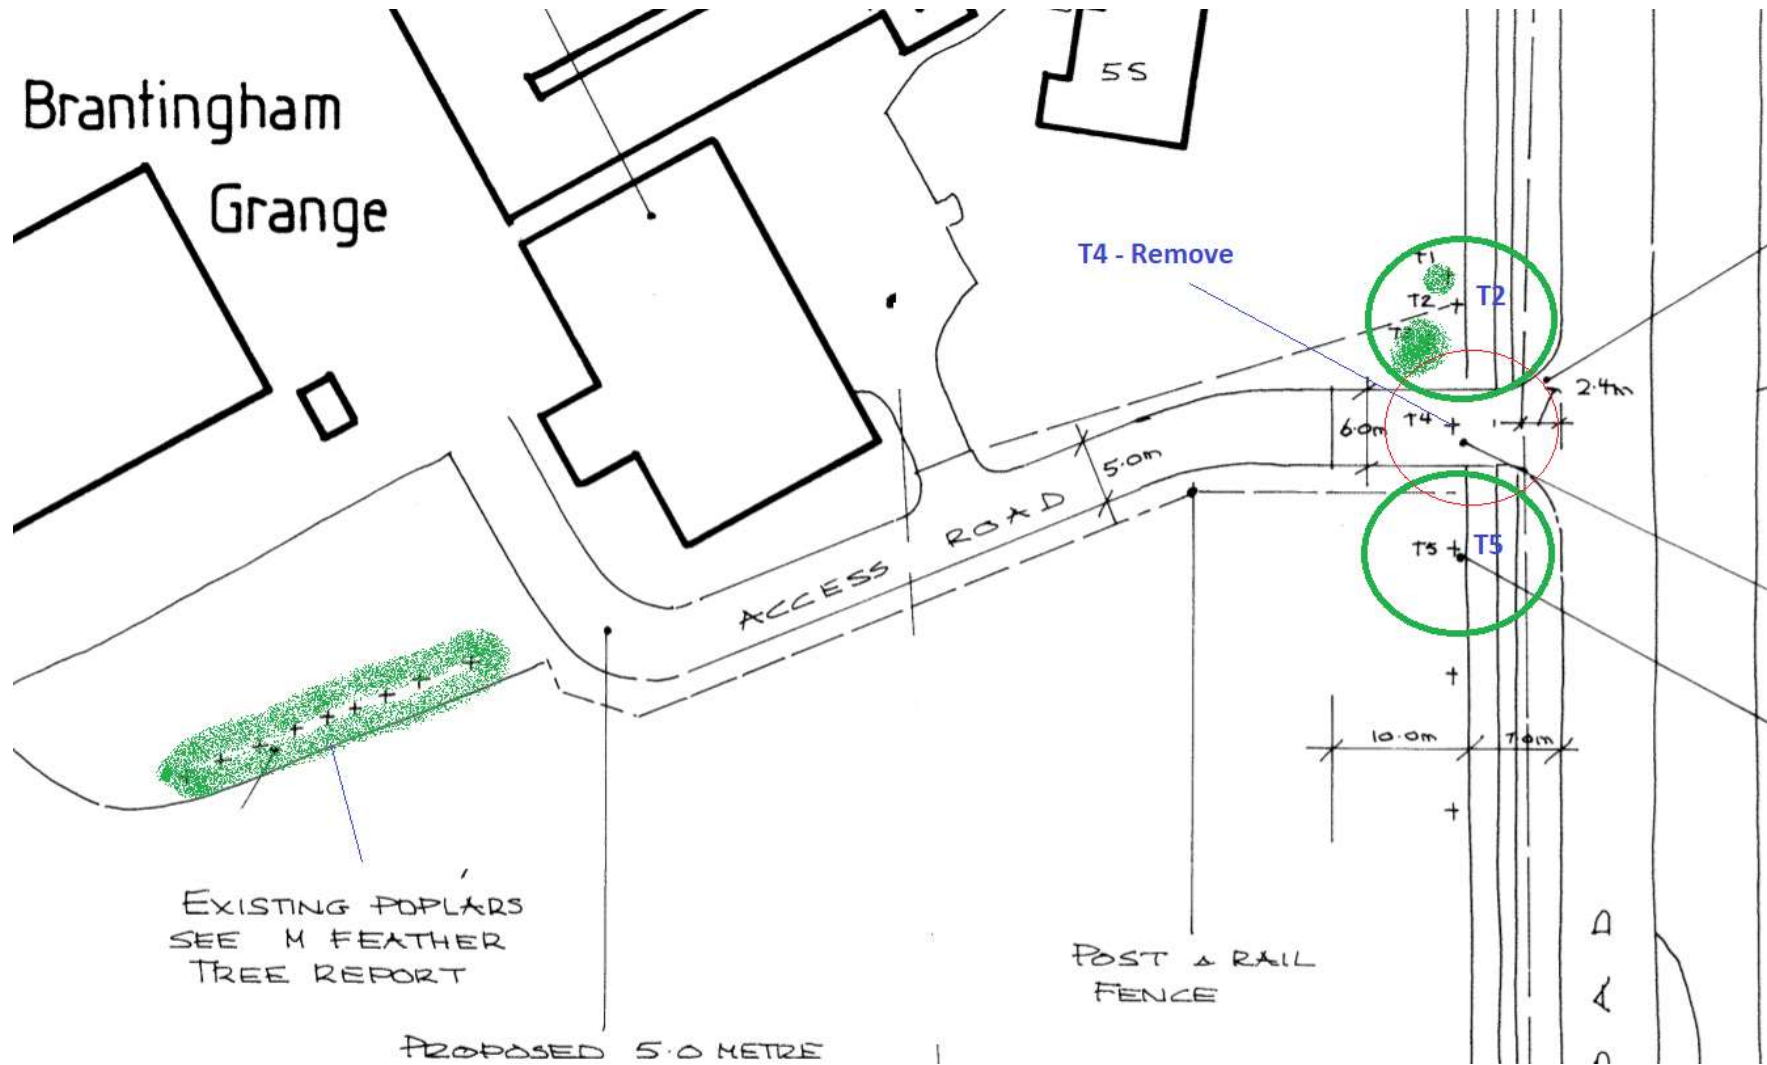 Brantingham
Grange
5S
T4 - Remove
T1
T2
T2
2.4m
T4
6.0m
5.0m
ACCESS ROAD
T5
T5
10.0m
7.0m
EXISTING POPLARS
SEE M FEATHER
TREE REPORT
POST & RAIL
FENCE
PROPOSED 5.0 METRE